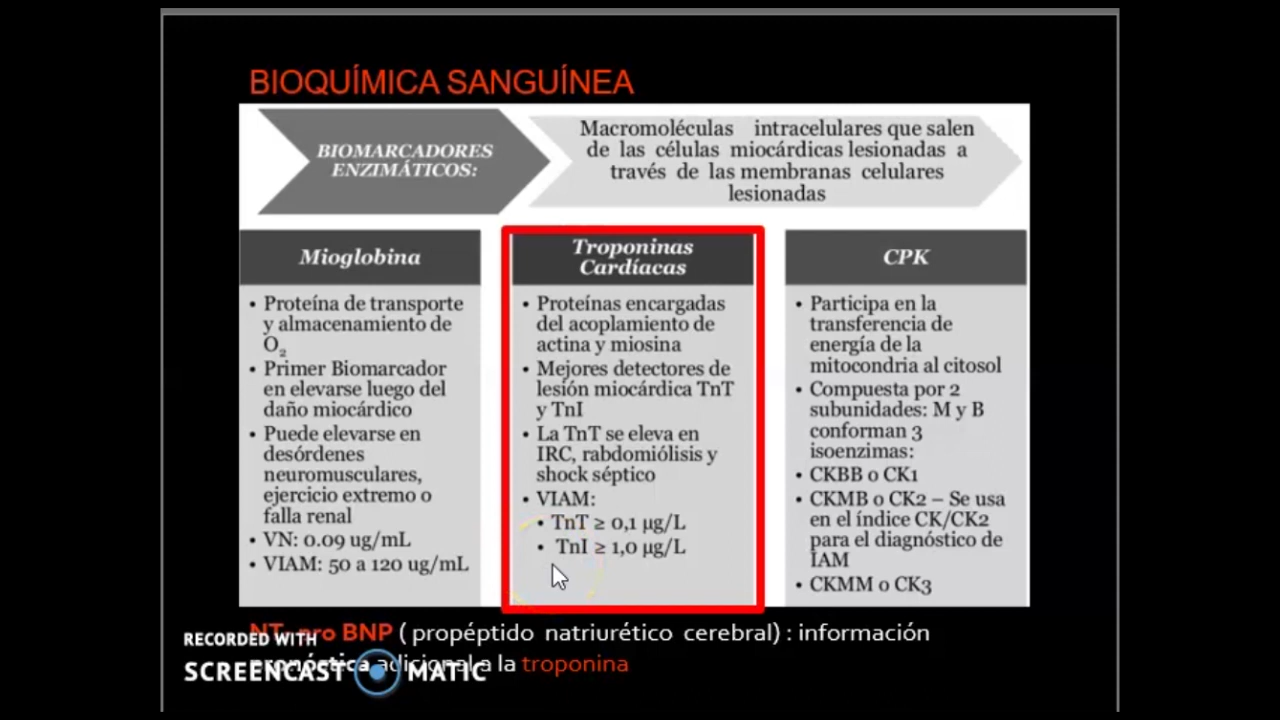 BIOQUÍMICA SANGUÍNEA
BIOMARCADORES
ENZIMÁTICOS:
Macromoléculas intracelulares que salen
de las células miocárdicas lesionadas a
través de las membranas celulares
lesionadas
Mioglobina
• Proteína de transporte
y almacenamiento de
O₂
• Primer Biomarcador
en elevarse luego del
daño miocárdico
• Puede elevarse en
desórdenes
neuromusculares,
ejercicio extremo o
falla renal
• VN: 0.09 ug/mL
• VIAM: 50 a 120 ug/mL
Troponinas
Cardíacas
• Proteínas encargadas
del acoplamiento de
actina y miosina
• Mejores detectores de
lesión miocárdica TnT
y TnI
• La TnT se eleva en
IRC, rabdomiólisis y
shock séptico
• VIAM:
• TnT ≥ 0,1 µg/L
• TnI ≥ 1,0 µg/L
CPK
• Participa en la
transferencia de
energía de la
mitocondria al citosol
• Compuesta por 2
subunidades: M y B
conforman 3
isoenzimas:
• CKBB o CK1
• CKMB o CK2 – Se usa
en el índice CK/CK2
para el diagnóstico de
IAM
• CKMM o CK3
NT- pro BNP ( propéptido natriurético cerebral) : información
pronóstica adicional a la troponina
RECORDED WITH
SCREENCAST MATIC